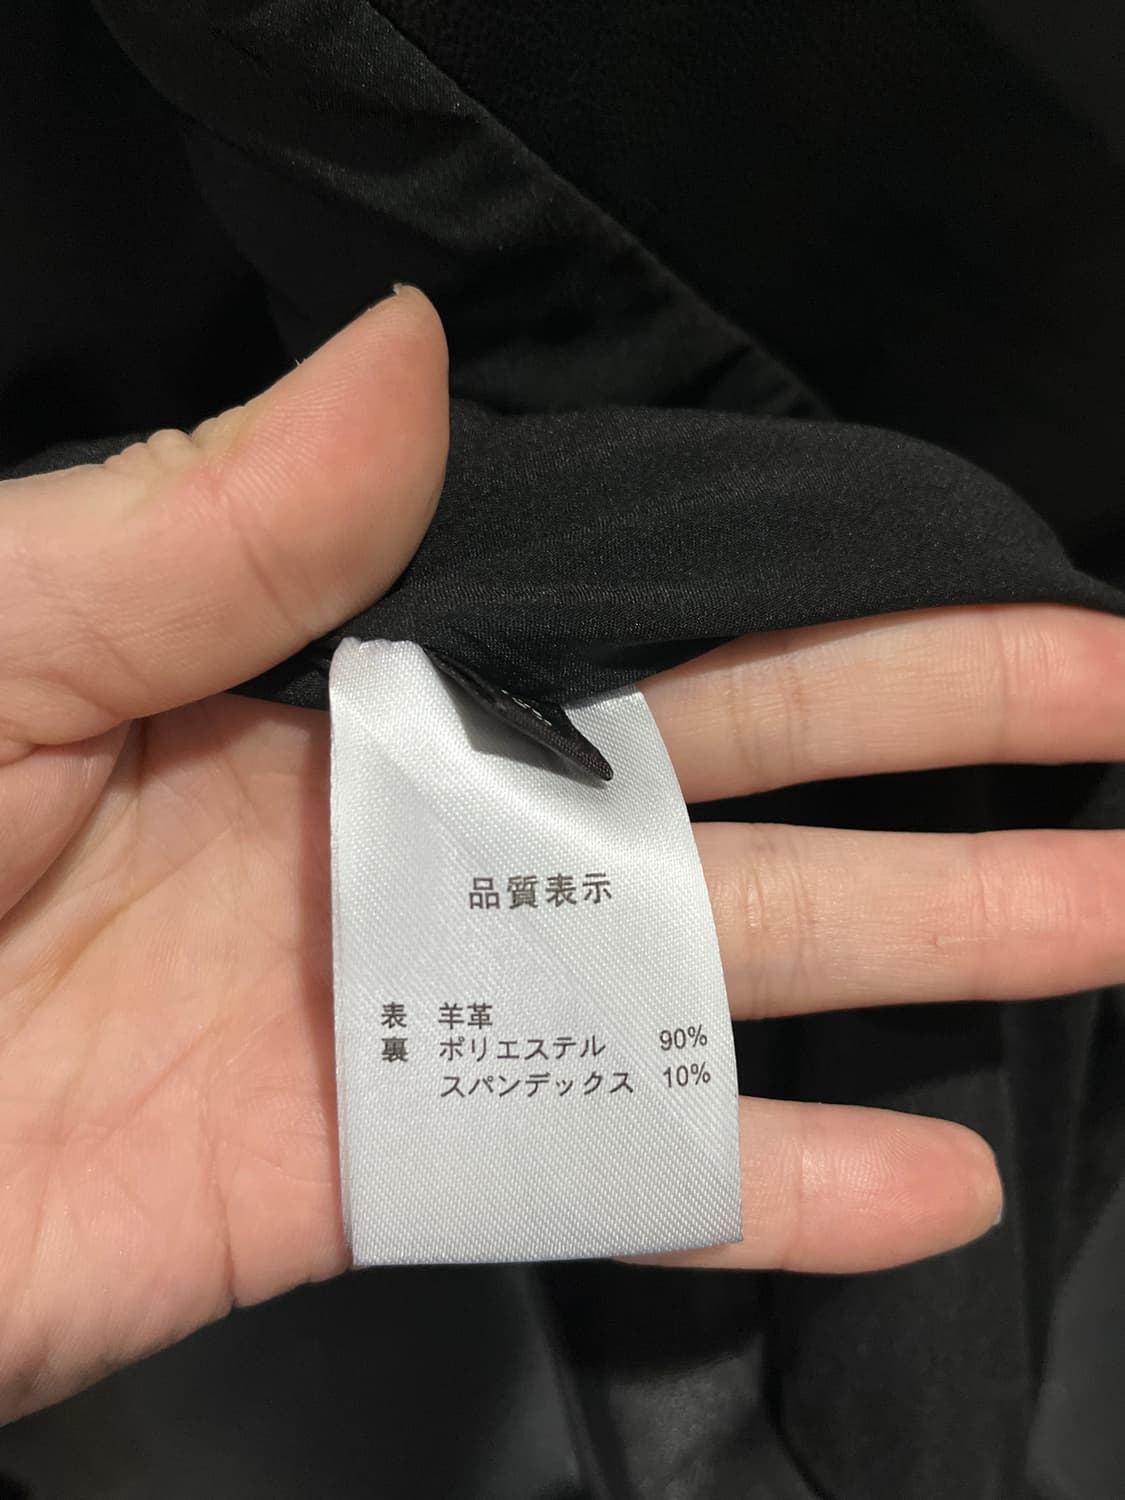 品質表示
表 羊革
裏 ポリエステル 90%
スパンデックス 10%